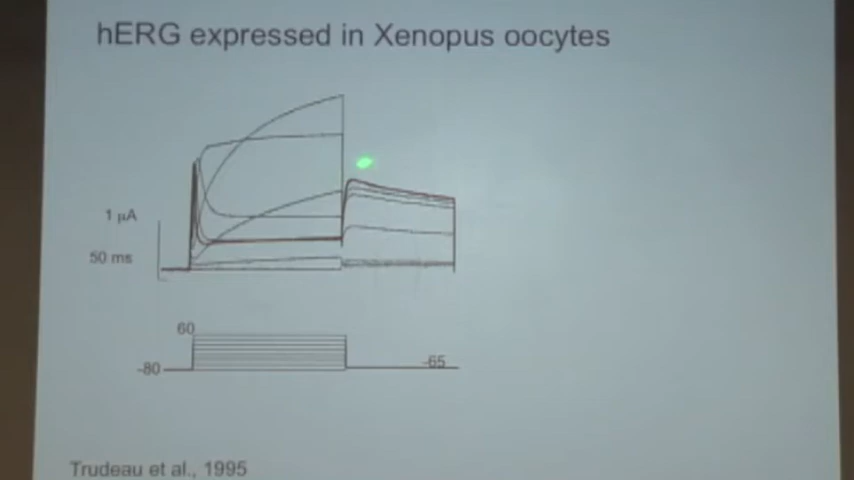 hERG expressed in Xenopus oocytes
1 µA
50 ms
60
-80
-65
Trudeau et al., 1995